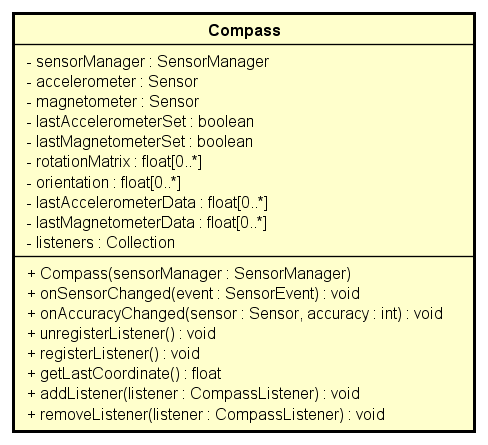 Compass
- sensorManager : SensorManager
- accelerometer : Sensor
- magnetometer : Sensor
- lastAccelerometerSet : boolean
- lastMagnetometerSet : boolean
- rotationMatrix : float[0..*]
- orientation : float[0..*]
- lastAccelerometerData : float[0..*]
- lastMagnetometerData : float[0..*]
- listeners : Collection
+ Compass(sensorManager : SensorManager)
+ onSensorChanged(event : SensorEvent) : void
+ onAccuracyChanged(sensor : Sensor, accuracy : int) : void
+ unregisterListener() : void
+ registerListener() : void
+ getLastCoordinate() : float
+ addListener(listener : CompassListener) : void
+ removeListener(listener : CompassListener) : void